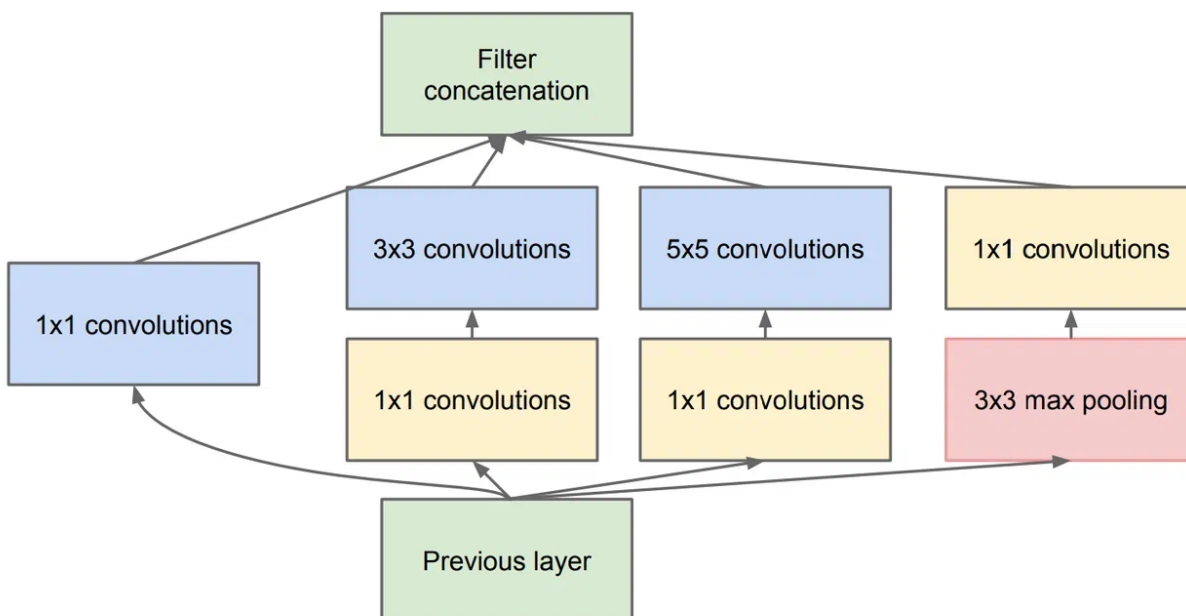 Filter
concatenation
3x3 convolutions
5x5 convolutions
1x1 convolutions
1x1 convolutions
1x1 convolutions
1x1 convolutions
3x3 max pooling
Previous layer